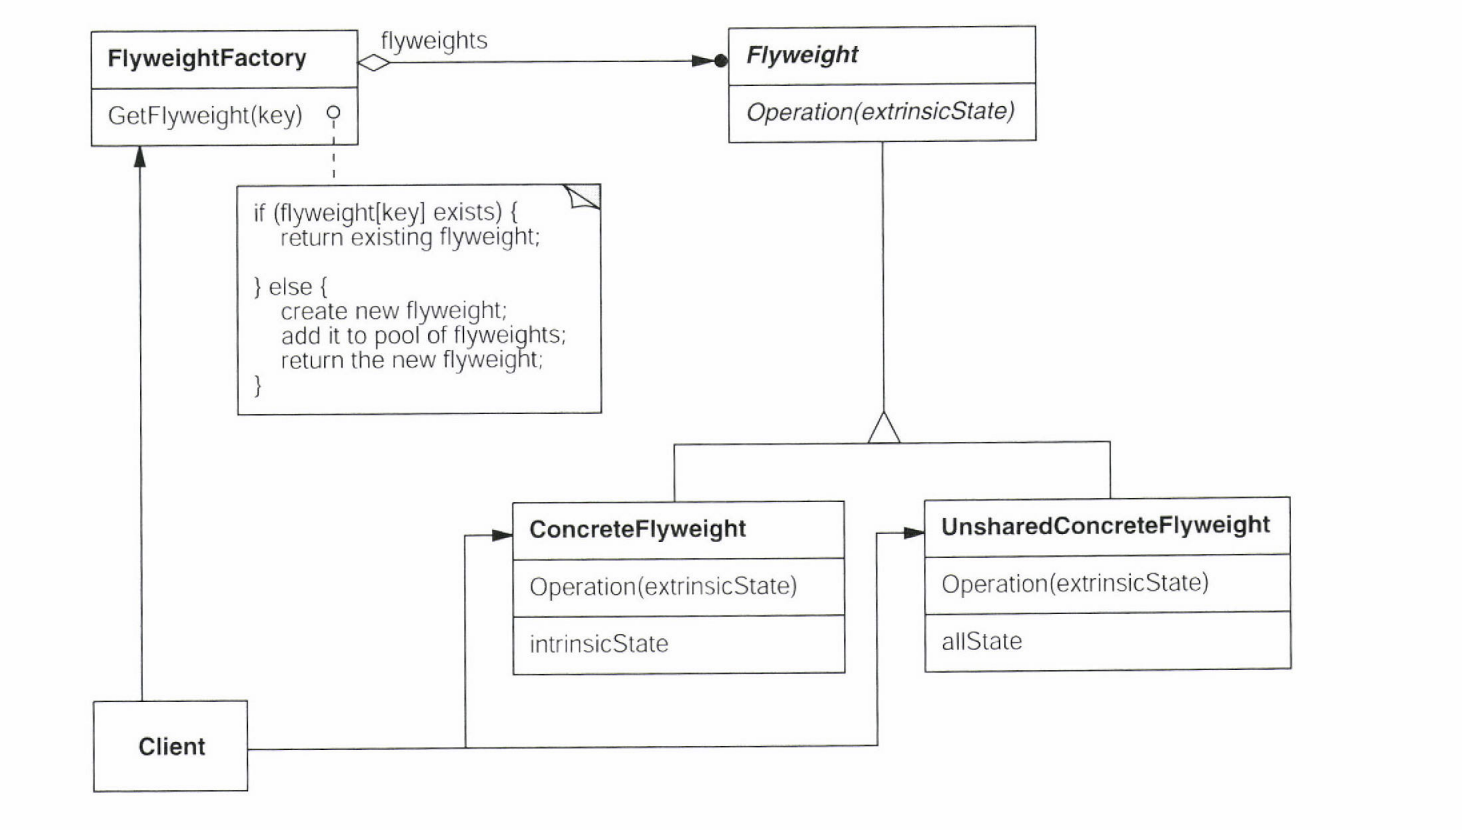 FlyweightFactory
GetFlyweight(key)
flyweights
Flyweight
Operation(extrinsicState)
if (flyweight[key] exists) {
return existing flyweight;
} else {
create new flyweight;
add it to pool of flyweights;
return the new flyweight;
}
ConcreteFlyweight
Operation(extrinsicState)
intrinsicState
UnsharedConcreteFlyweight
Operation(extrinsicState)
allState
Client